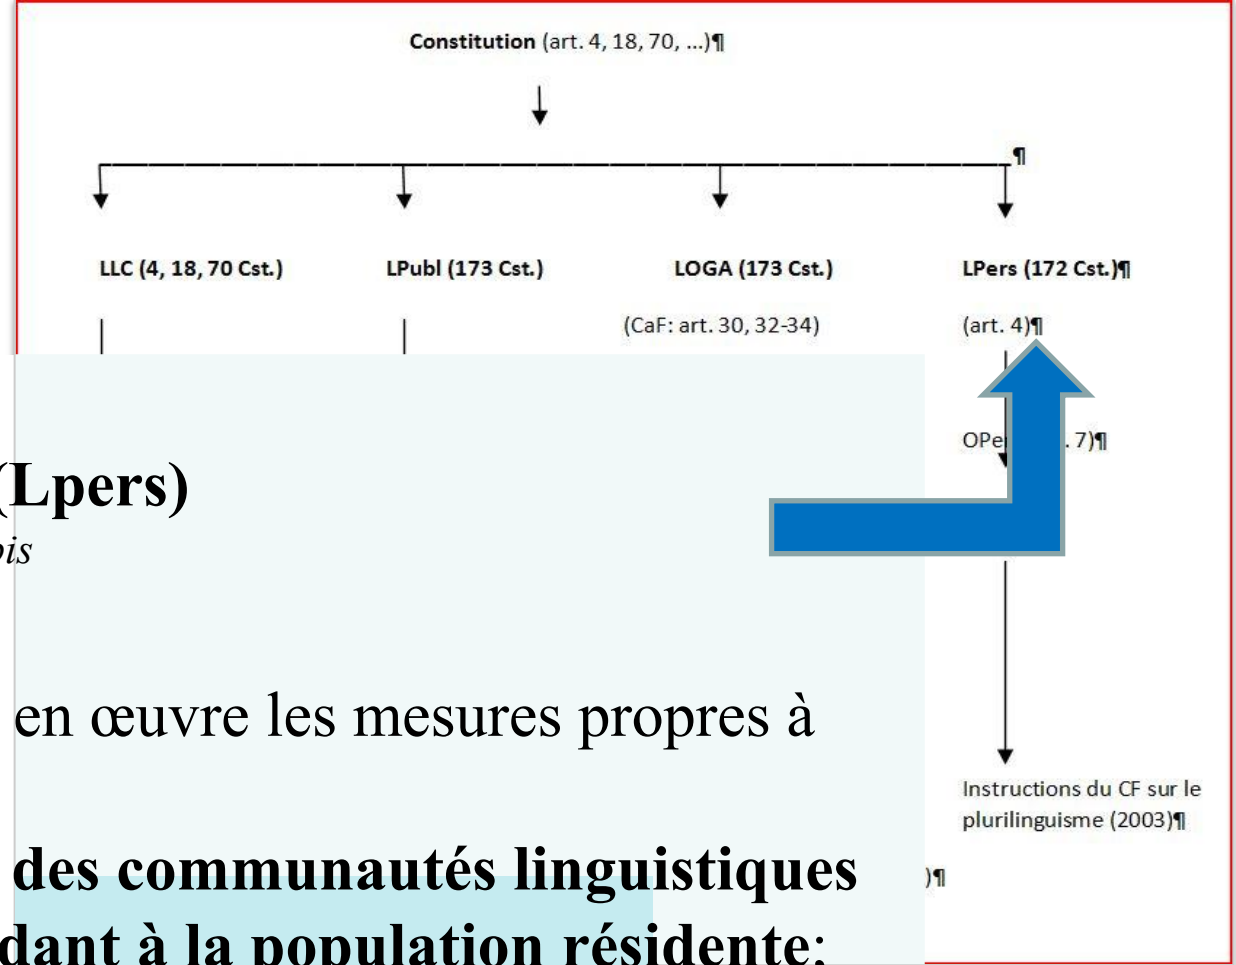 Constitution (art. 4, 18, 70, ...)¶
¶
LLC (4, 18, 70 Cst.) LPubl (173 Cst.) LOGA (173 Cst.) LPers (172 Cst.)¶
(CaF: art. 30, 32-34) (art. 4)¶
. 7)¶
(Lpers)
en œuvre les mesures propres à
Instructions du CF sur le
plurilinguisme (2003)¶
des communautés linguistiques
)¶
dant à la population résidente;